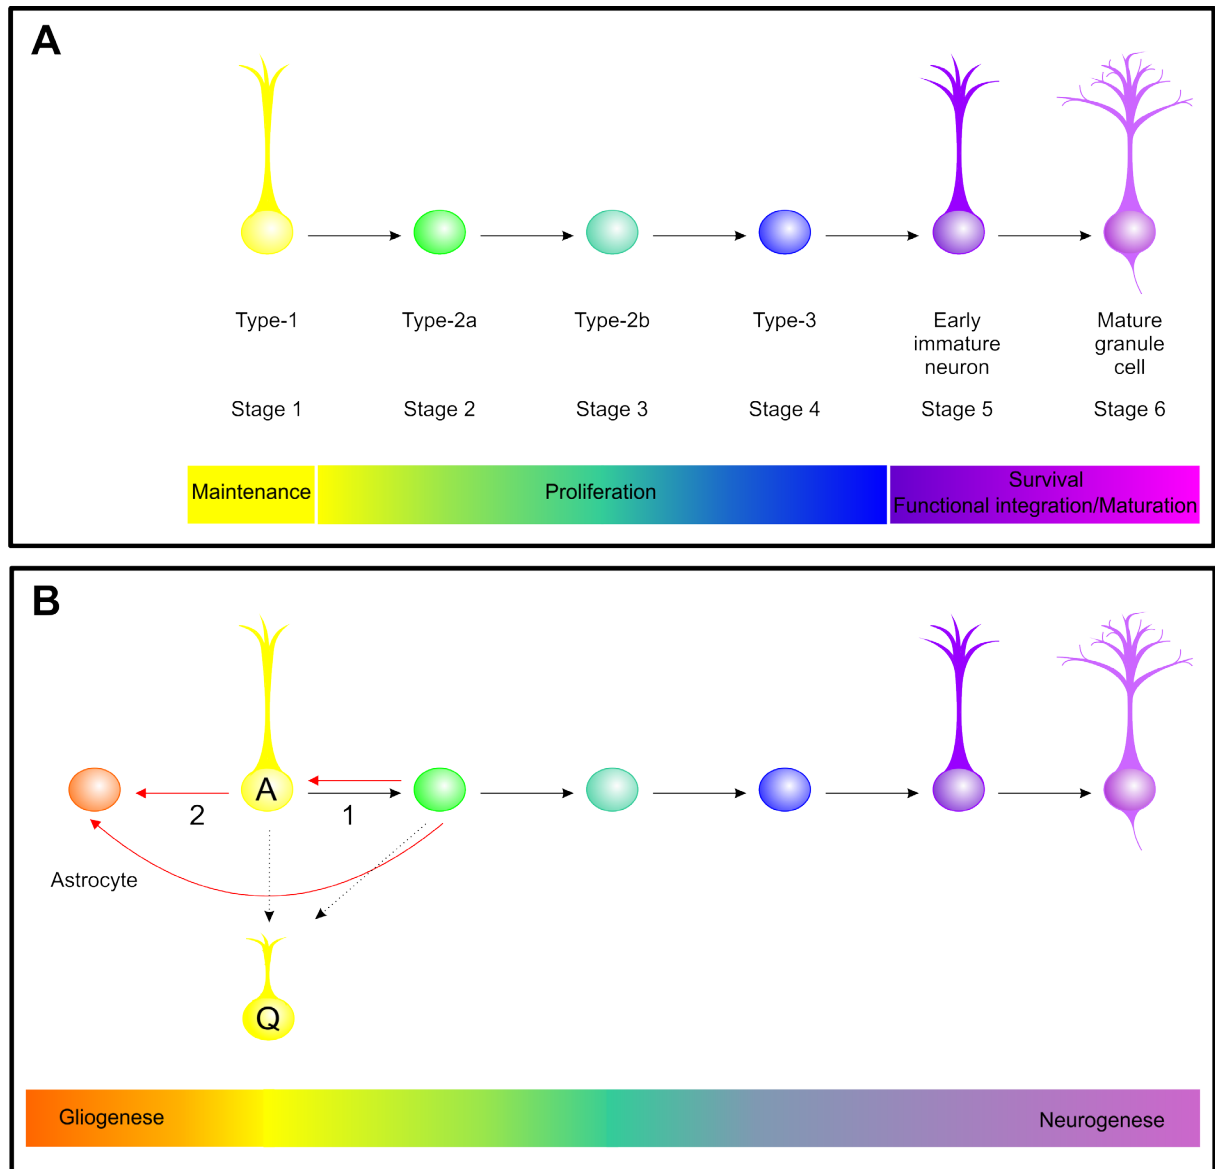 A
Type-1
Type-2a
Type-2b
Type-3
Early
immature
neuron
Mature
granule
cell
Stage 1
Stage 2
Stage 3
Stage 4
Stage 5
Stage 6
Maintenance
Proliferation
Survival
Functional integration/Maturation
B
A
2
1
Astrocyte
Q
Gliogenese
Neurogenese